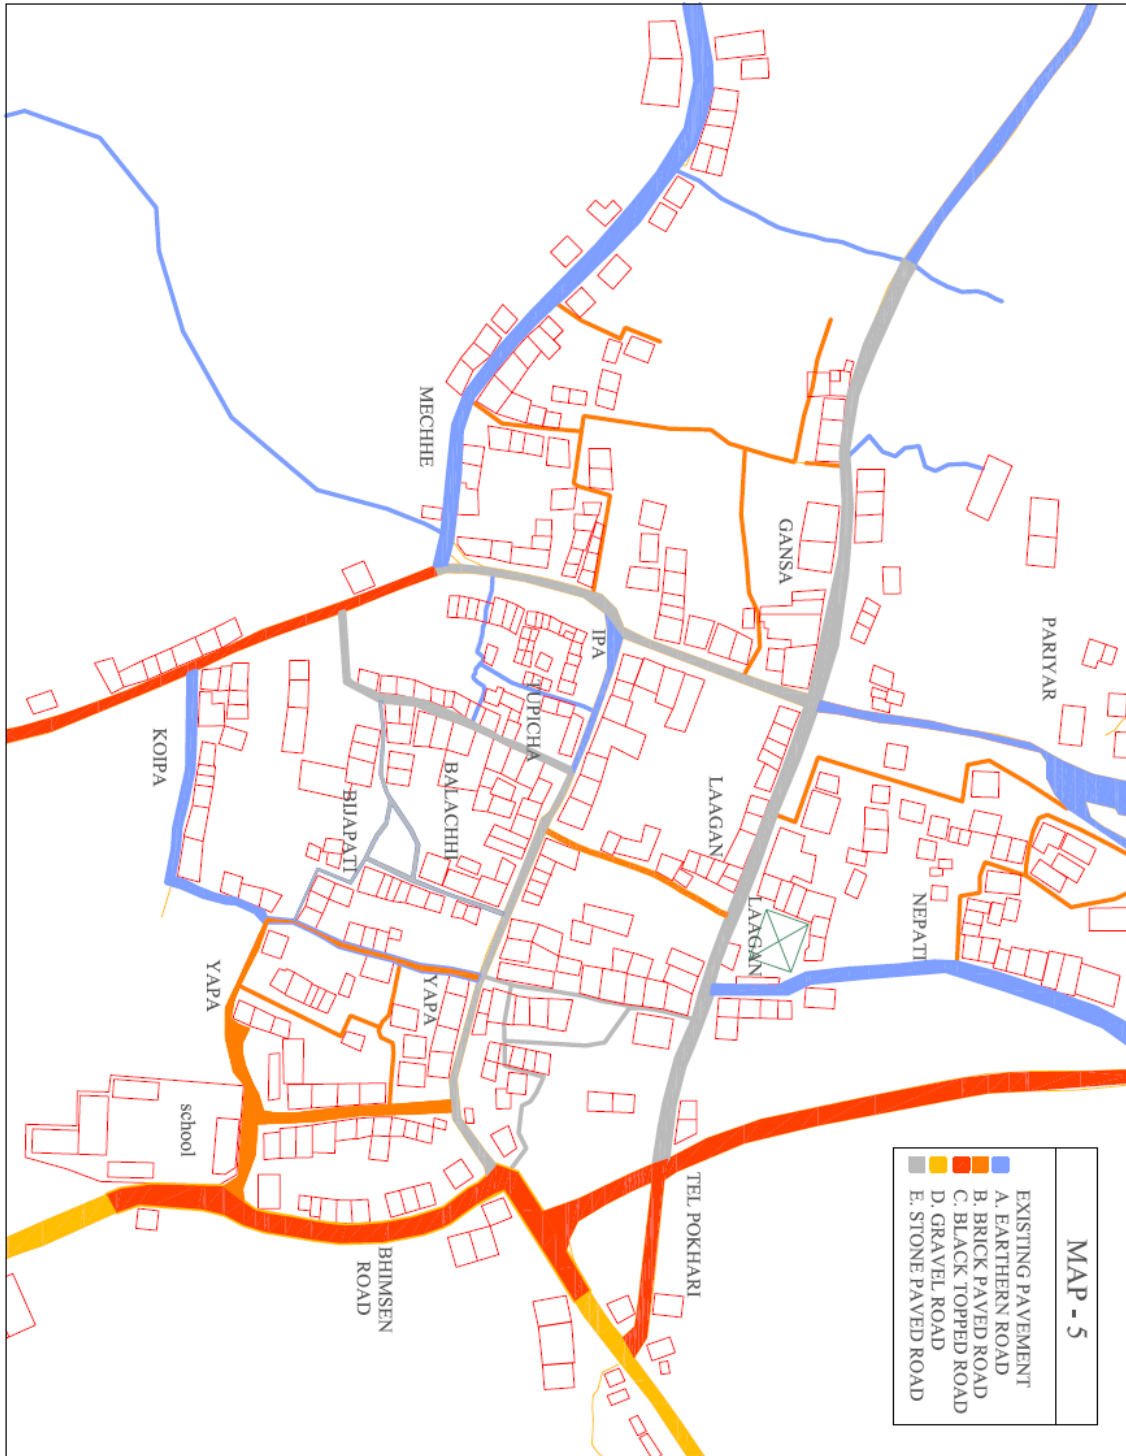 MAP - 5
EXISTING PAVEMENT
A. EARTHERN ROAD
B. BRICK PAVED ROAD
C. BLACK TOPPED ROAD
D. GRAVEL ROAD
E. STONE PAVED ROAD
PARIYAR
GANSA
MECHHE
IPA
TUPICHA
LAAGAN
KOIPA
BALACHHI
BIJAPATI
LAAGAN
NEPATI
YAPA
YAPA
school
TEL POKHARI
BHIMSEN
ROAD